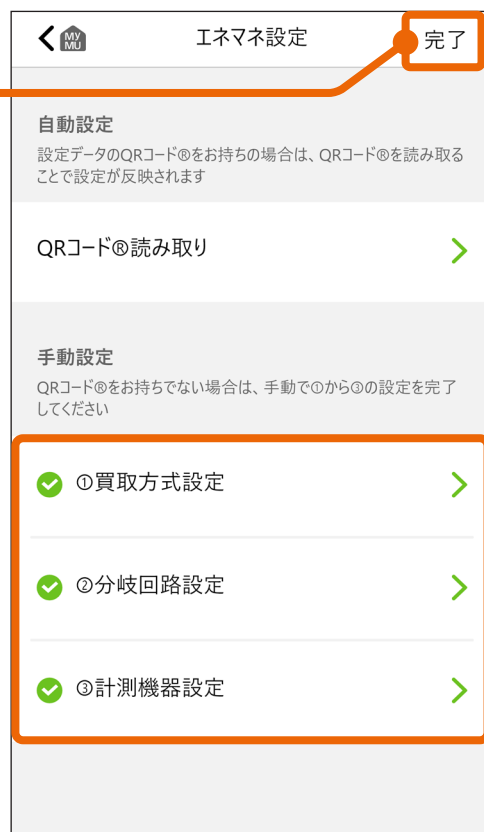 MY
MU
エネマネ設定
完了
自動設定
設定データのQRコード®をお持ちの場合は、QRコード®を読み取る
ことで設定が反映されます
QRコード®読み取り
手動設定
QRコード®をお持ちでない場合は、手動で①から③の設定を完了
してください
①買取方式設定
②分岐回路設定
③計測機器設定